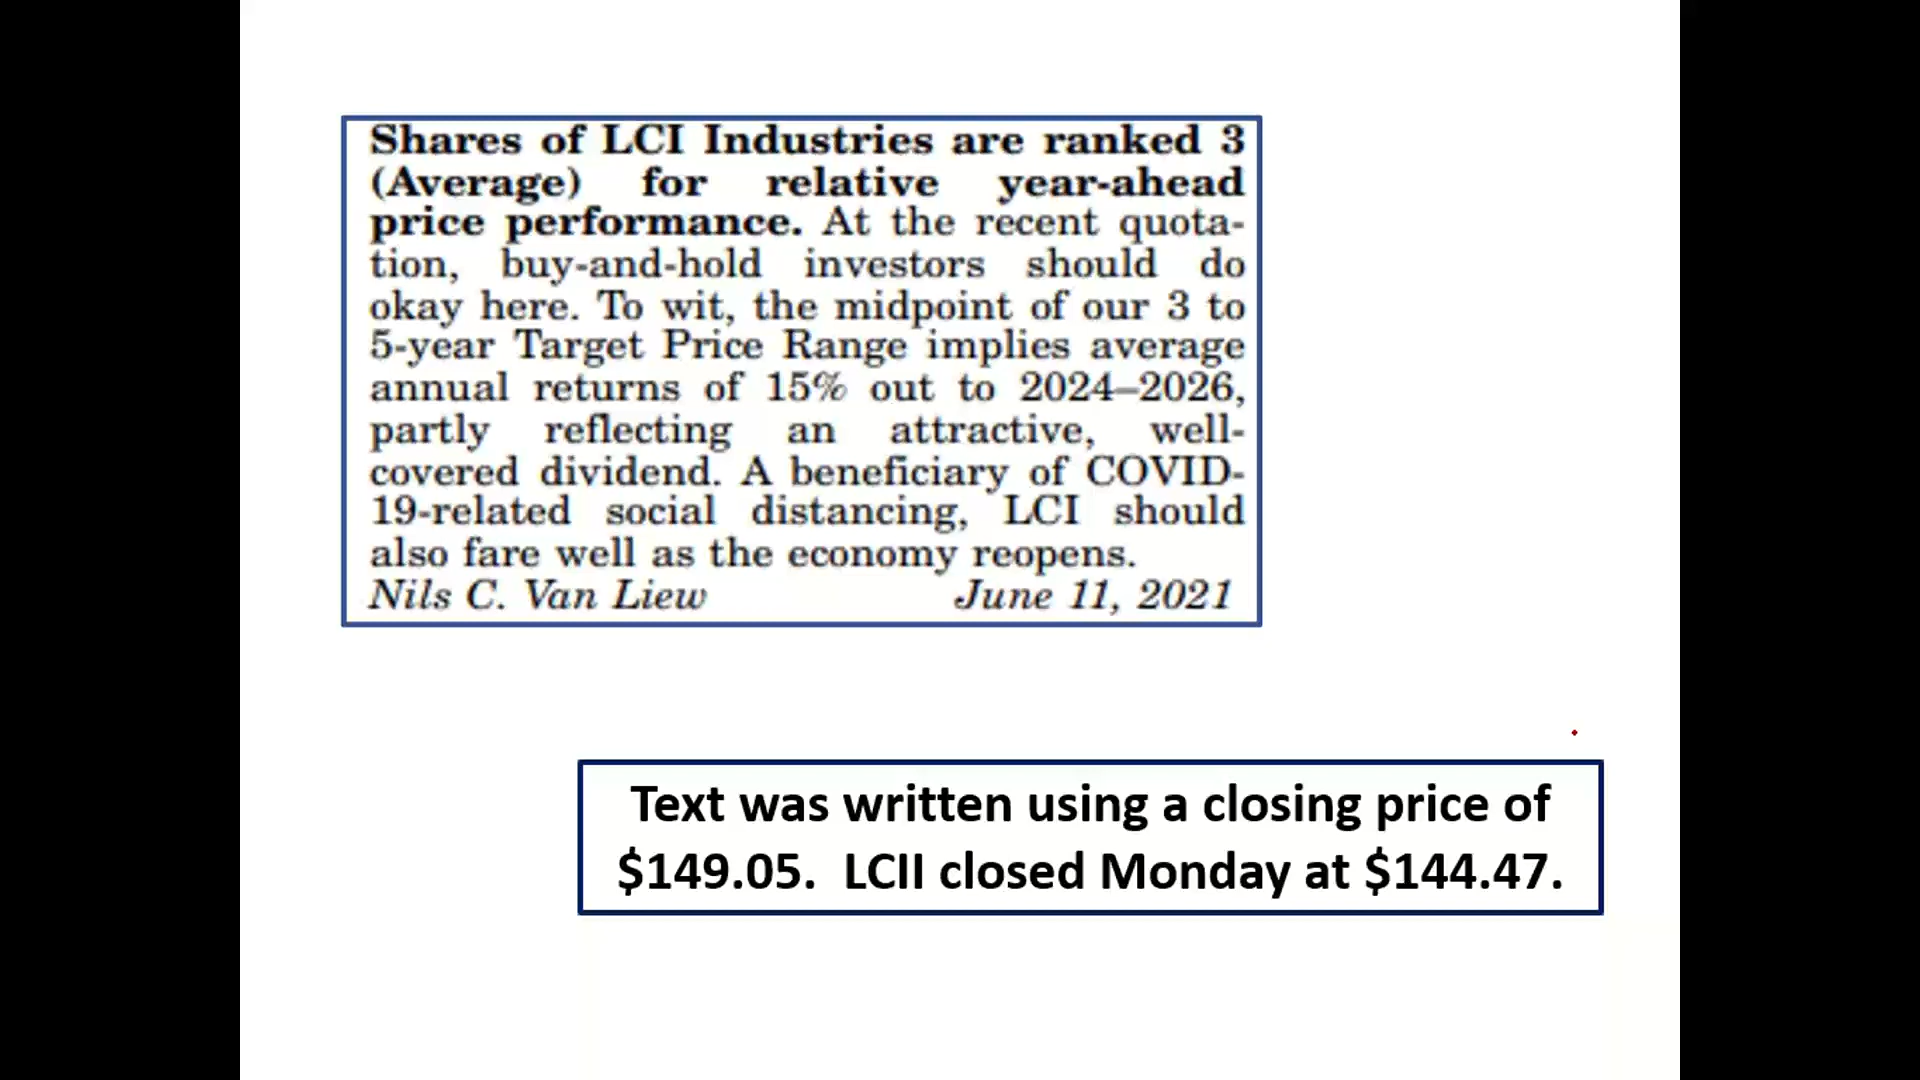 Shares of LCI Industries are ranked 3
(Average) for relative year-ahead
price performance. At the recent quota-
tion, buy-and-hold investors should do
okay here. To wit, the midpoint of our 3 to
5-year Target Price Range implies average
annual returns of 15% out to 2024–2026,
partly reflecting an attractive, well-
covered dividend. A beneficiary of COVID-
19-related social distancing, LCI should
also fare well as the economy reopens.
Nils C. Van Liew June 11, 2021
Text was written using a closing price of
$149.05. LCII closed Monday at $144.47.